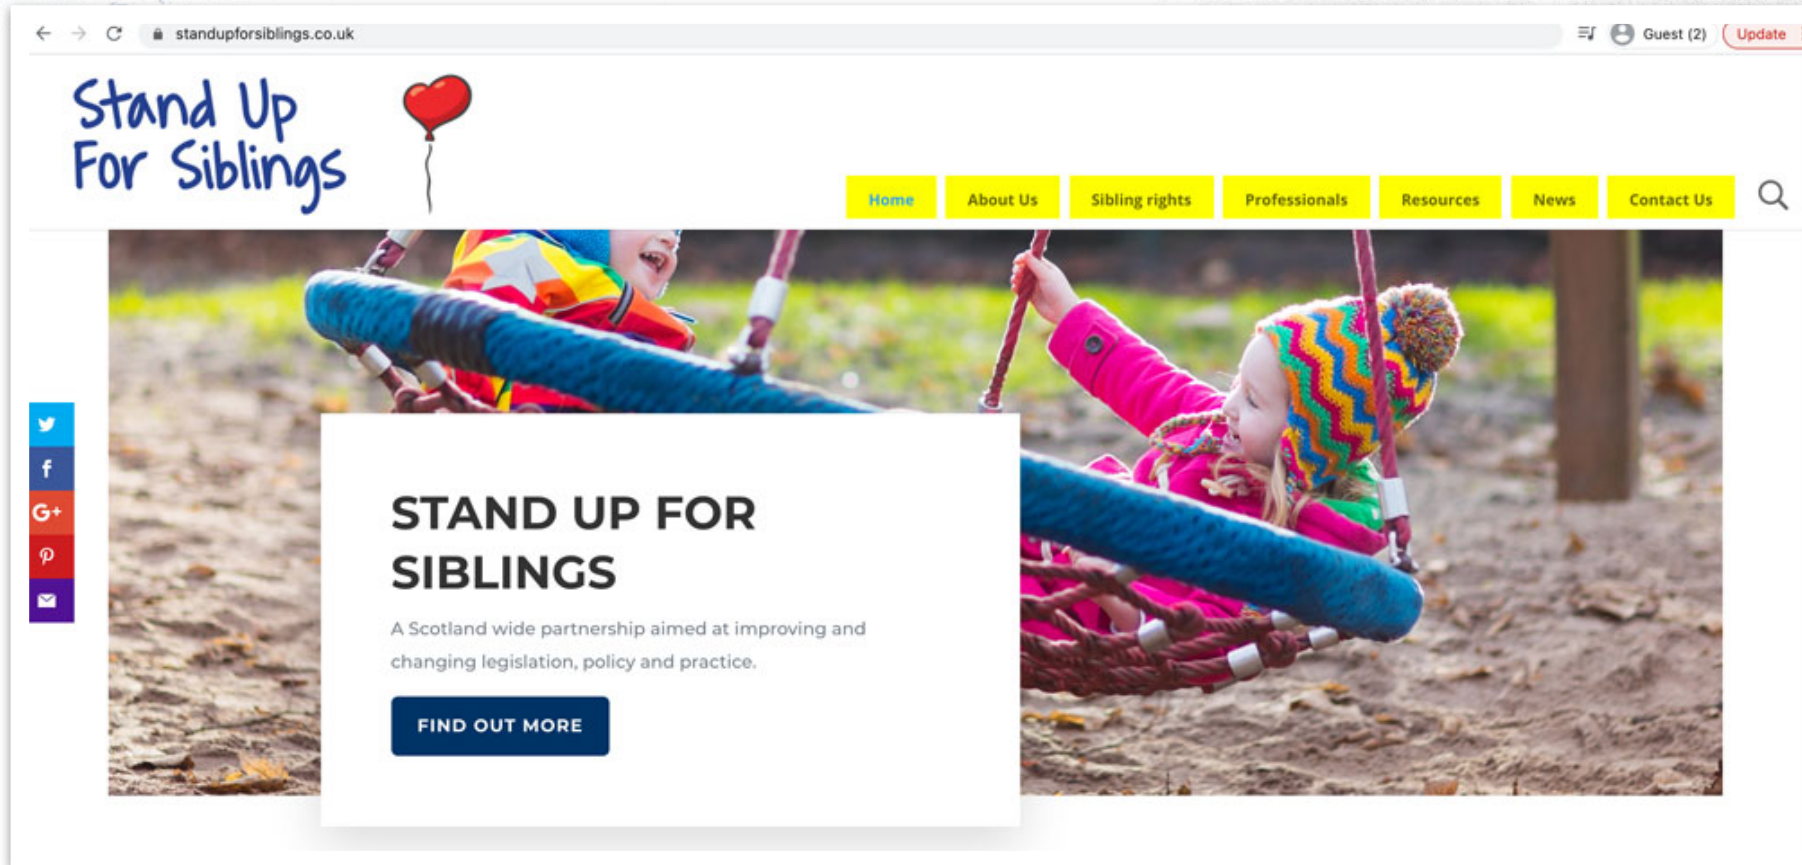 standupforsiblings.co.uk
Guest (2)
Update
Stand Up
For Siblings
Home
About Us
Sibling rights
Professionals
Resources
News
Contact Us
f
G+
STAND UP FOR
SIBLINGS
A Scotland wide partnership aimed at improving and
changing legislation, policy and practice.
FIND OUT MORE